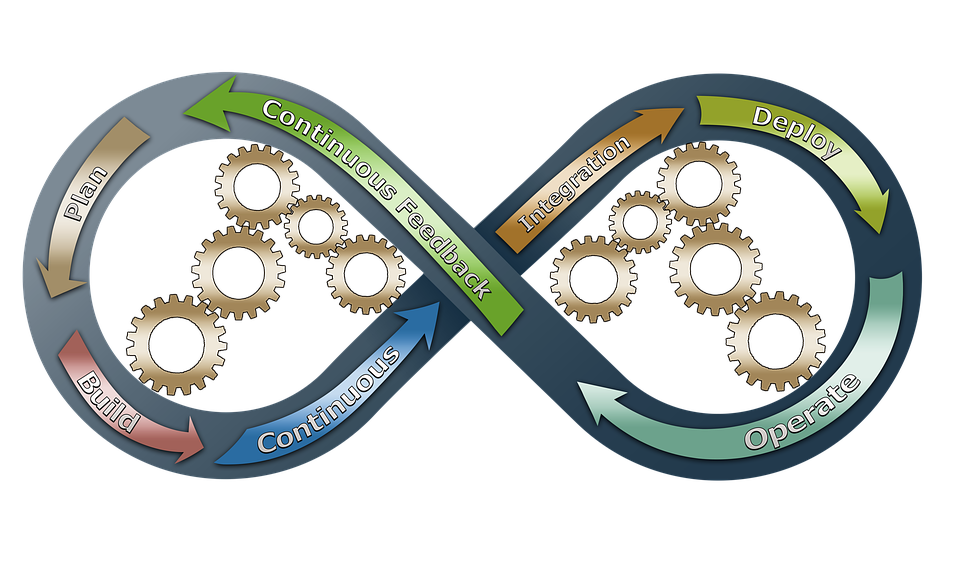 Continuous Feedback
Plan
Build
Continuous
Integration
Deploy
Operate